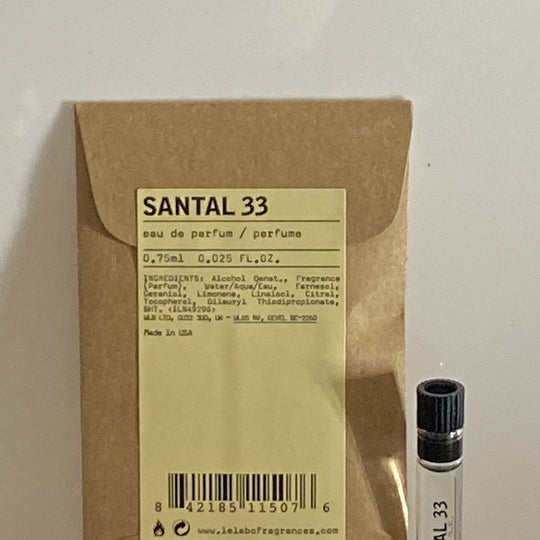 SANTAL 33
eau de parfum / perfume
0.75ml 0.025 FL.OZ.
INGREDIENTS: Alcohol Denat., Fragrance
(Parfum), Water/Aqua/Eau, Farnesol,
Geraniol, Limonene, Linalool, Citral,
Tocopherol, Dilauryl Thiodipropionate,
BHT. <ILN49296>
Made in USA
8 42185 11507 6
www.lelabofragrances.com
AL 33